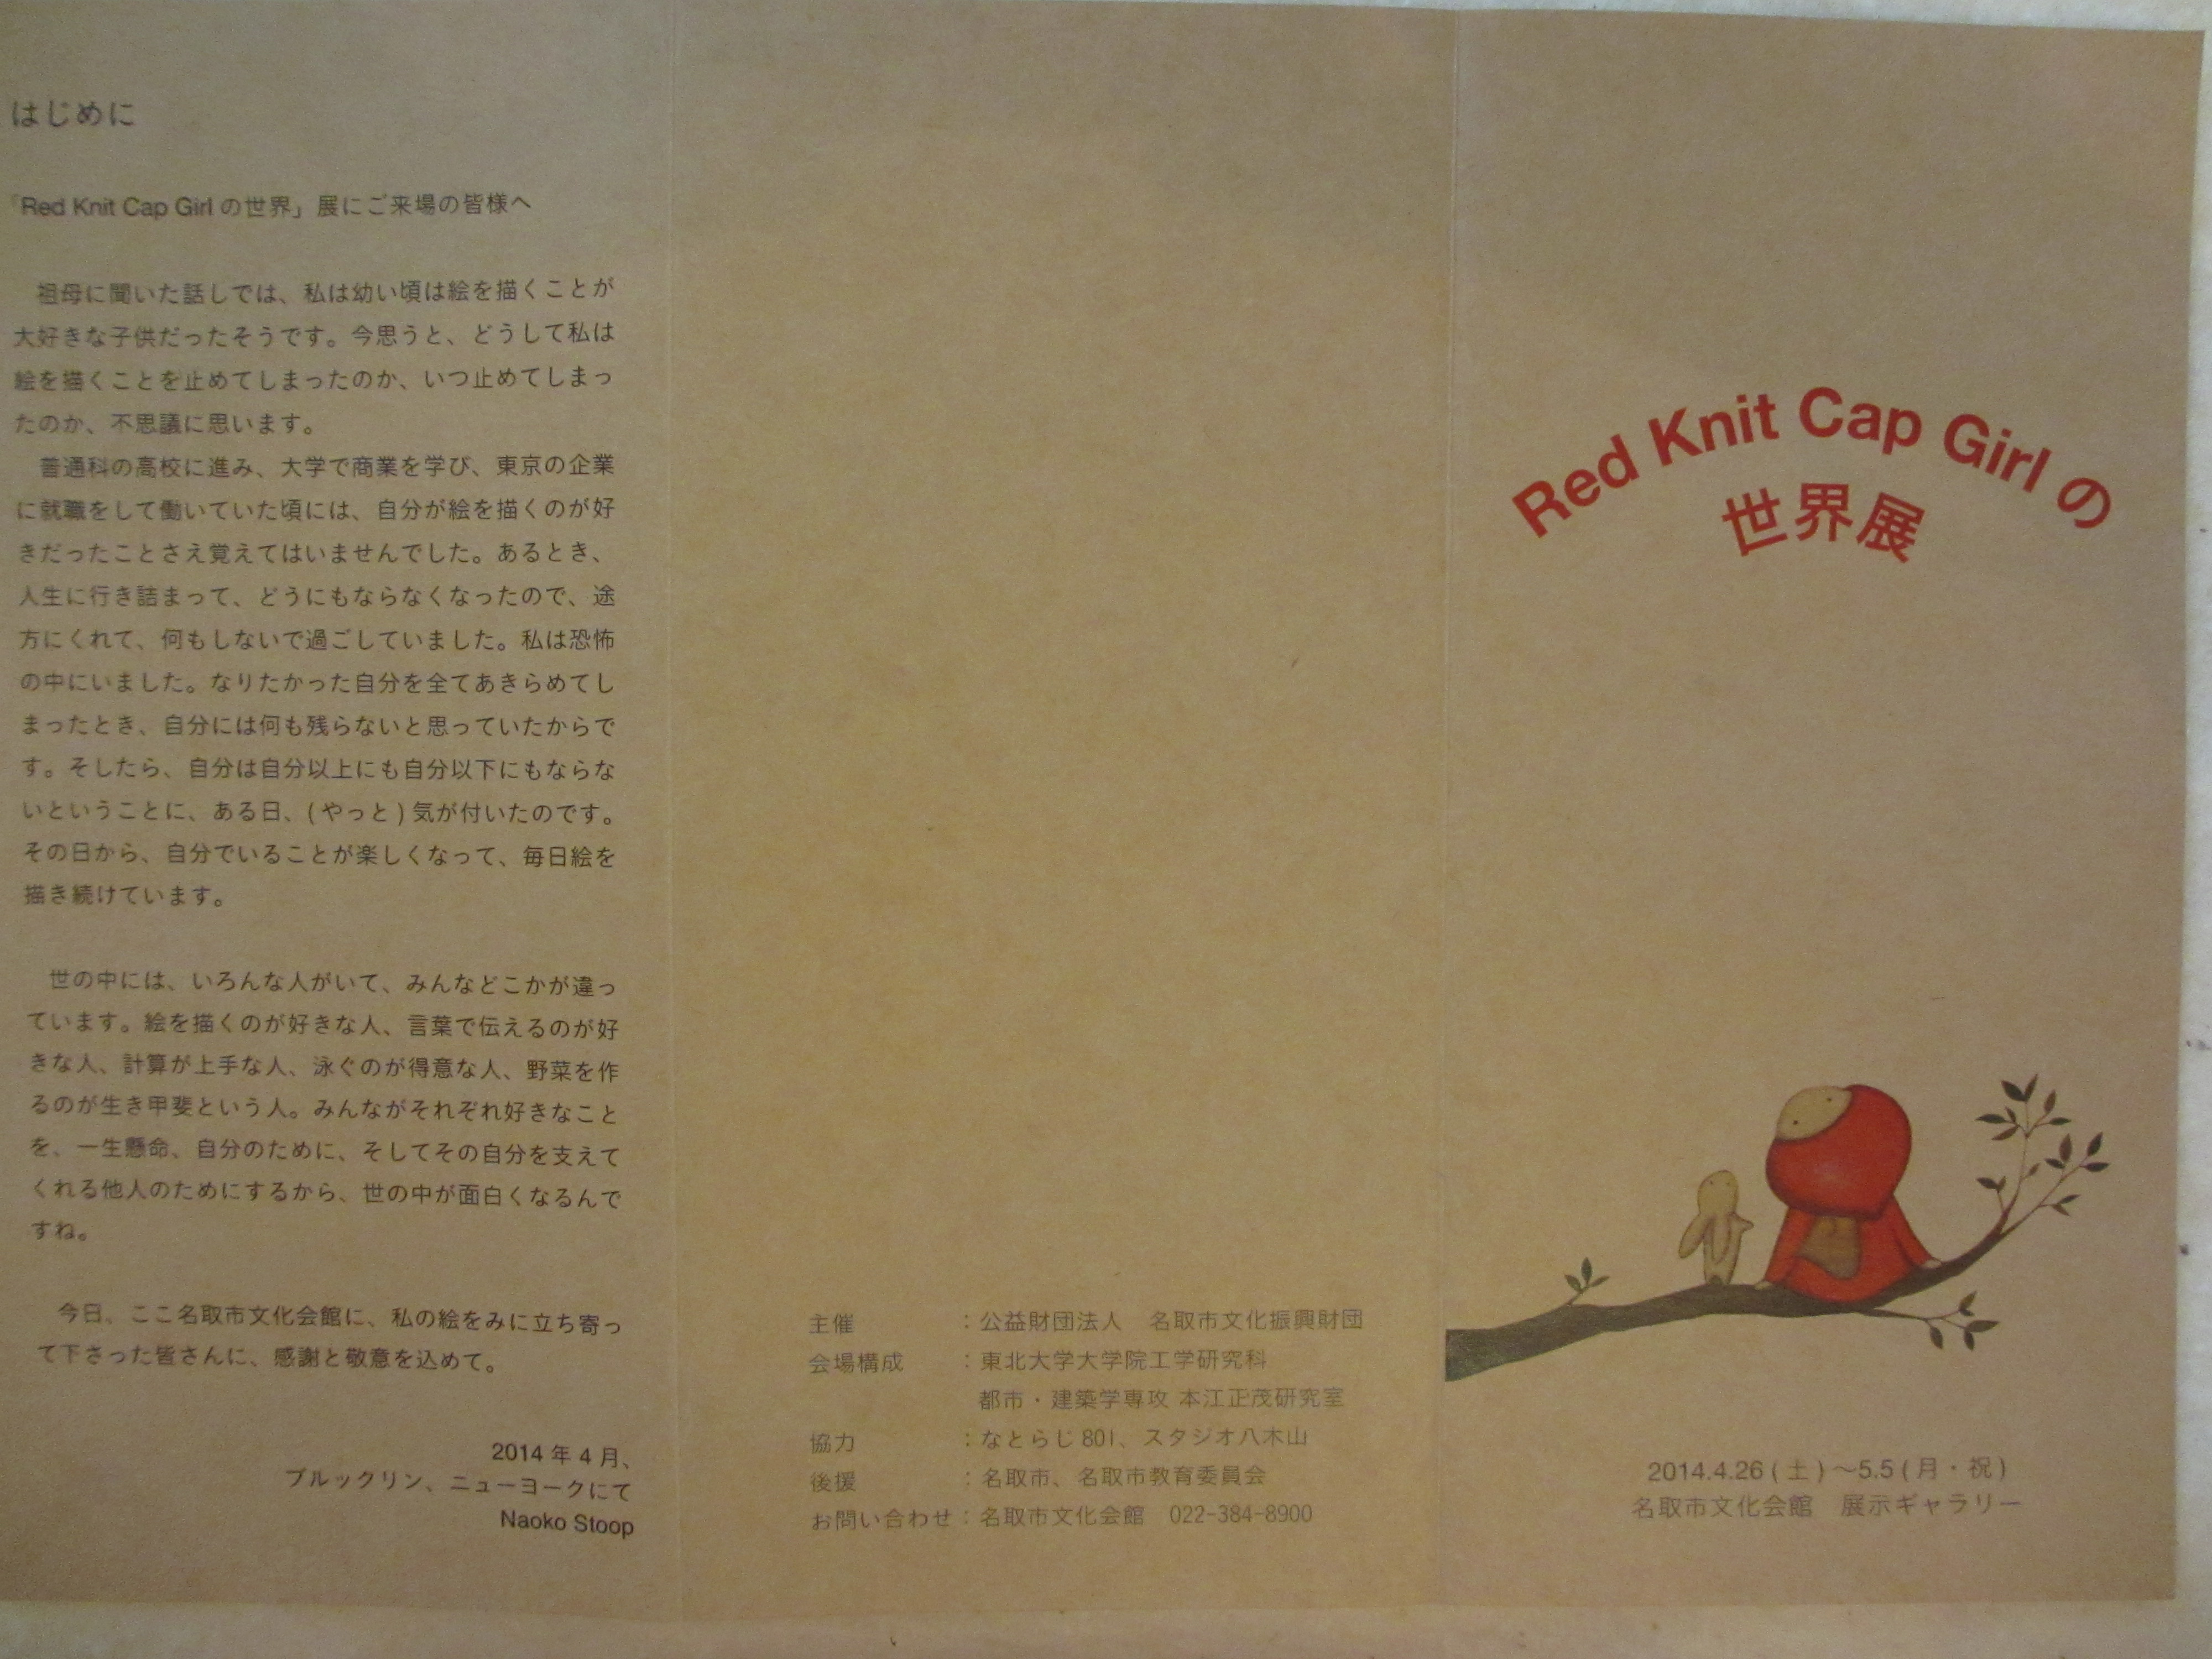 はじめに
「Red Knit Cap Girl の世界」展にご来場の皆様へ
祖母に聞いた話しでは、私は幼い頃は絵を描くことが
大好きな子供だったそうです。今思うと、どうして私は
絵を描くことを止めてしまったのか、いつ止めてしまっ
たのか、不思議に思います。
普通科の高校に進み、大学で商業を学び、東京の企業
に就職をして働いていた頃には、自分が絵を描くのが好
きだったことさえ覚えてはいませんでした。あるとき、
人生に行き詰まって、どうにもならなくなったので、途
方にくれて、何もしないで過ごしていました。私は恐怖
の中にいました。なりたかった自分を全てあきらめてし
まったとき、自分には何も残らないと思っていたからで
す。そしたら、自分は自分以上にも自分以下にもならな
いということに、ある日、(やっと)気が付いたのです。
その日から、自分でいることが楽しくなって、毎日絵を
描き続けています。
世の中には、いろんな人がいて、みんなどこかが違っ
ています。絵を描くのが好きな人、言葉で伝えるのが好
きな人、計算が上手な人、泳ぐのが得意な人、野菜を作
るのが生き甲斐という人。みんながそれぞれ好きなこと
を、一生懸命、自分のために、そしてその自分を支えて
くれる他人のためにするから、世の中が面白くなるんで
すね。
今日、ここ名取市文化会館に、私の絵をみに立ち寄っ
て下さった皆さんに、感謝と敬意を込めて。
2014 年 4 月、
ブルックリン、ニューヨークにて
Naoko Stoop
主催　：公益財団法人　名取市文化振興財団
会場構成　：東北大学大学院工学研究科
都市・建築学専攻 本江正茂研究室
協力　：なとらじ 801、スタジオ八木山
後援　：名取市、名取市教育委員会
お問い合わせ：名取市文化会館　022-384-8900
Red Knit Cap Girl の
世界展
2014.4.26 ( 土 ) ～5.5 ( 月・祝 )
名取市文化会館　展示ギャラリー